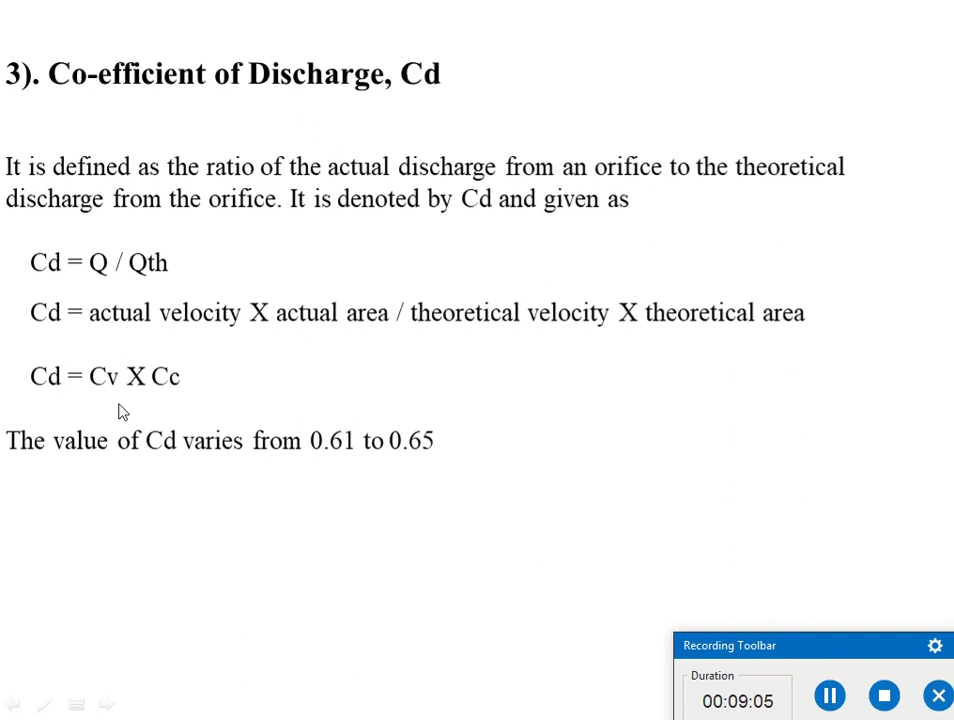 3). Co-efficient of Discharge, Cd
It is defined as the ratio of the actual discharge from an orifice to the theoretical
discharge from the orifice. It is denoted by Cd and given as
Cd = Q / Qth
Cd = actual velocity X actual area / theoretical velocity X theoretical area
Cd = Cv X Cc
The value of Cd varies from 0.61 to 0.65
Recording Toolbar
Duration
00:09:05